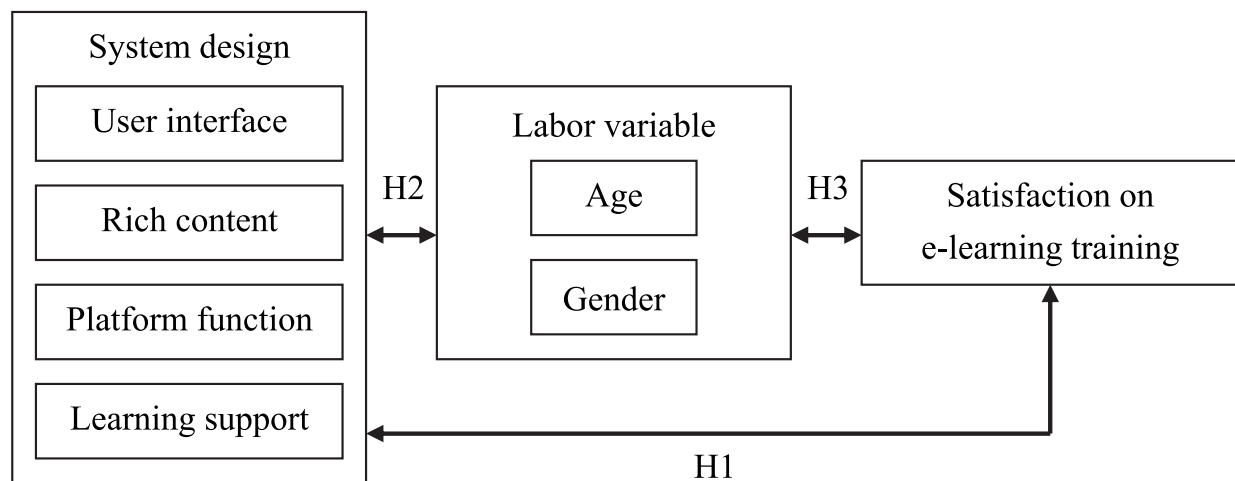 System design
User interface
Rich content
Platform function
Learning support
H2
Labor variable
Age
Gender
H3
Satisfaction on
e-learning training
H1